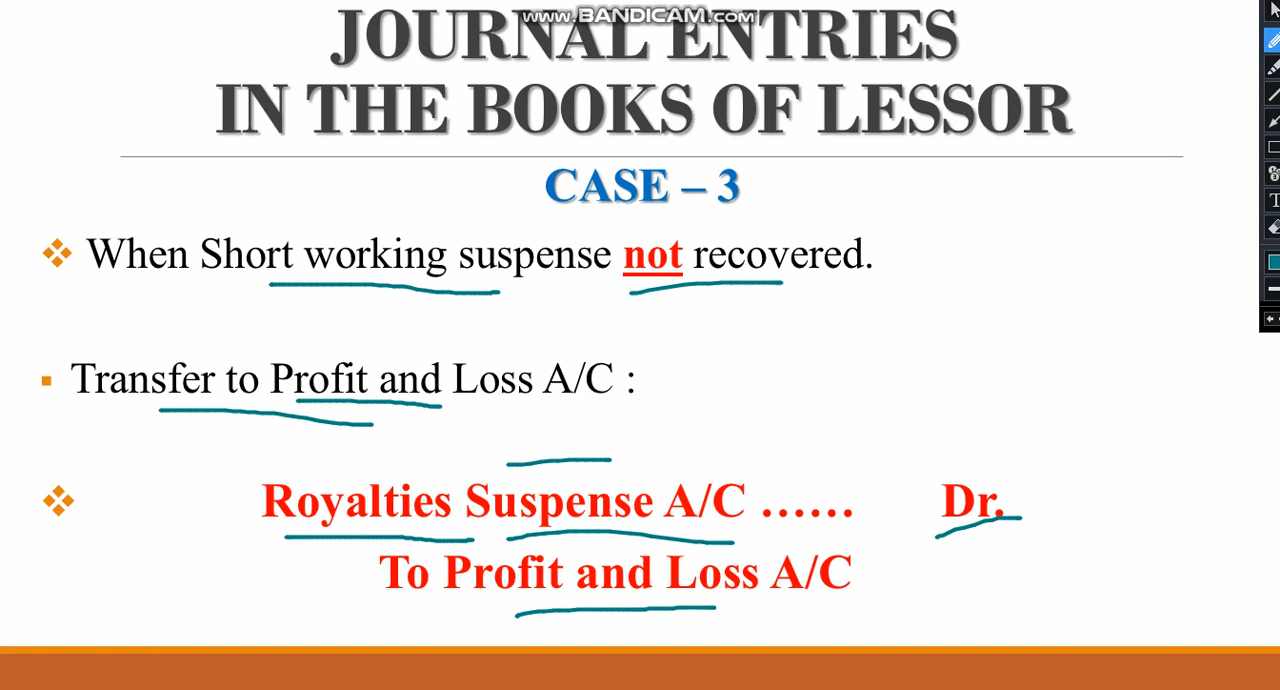 www.BANDICAM.com
JOURNAL ENTRIES
IN THE BOOKS OF LESSOR
CASE – 3
❖ When Short working suspense not recovered.
▪ Transfer to Profit and Loss A/C :
❖ Royalties Suspense A/C …… Dr.
To Profit and Loss A/C